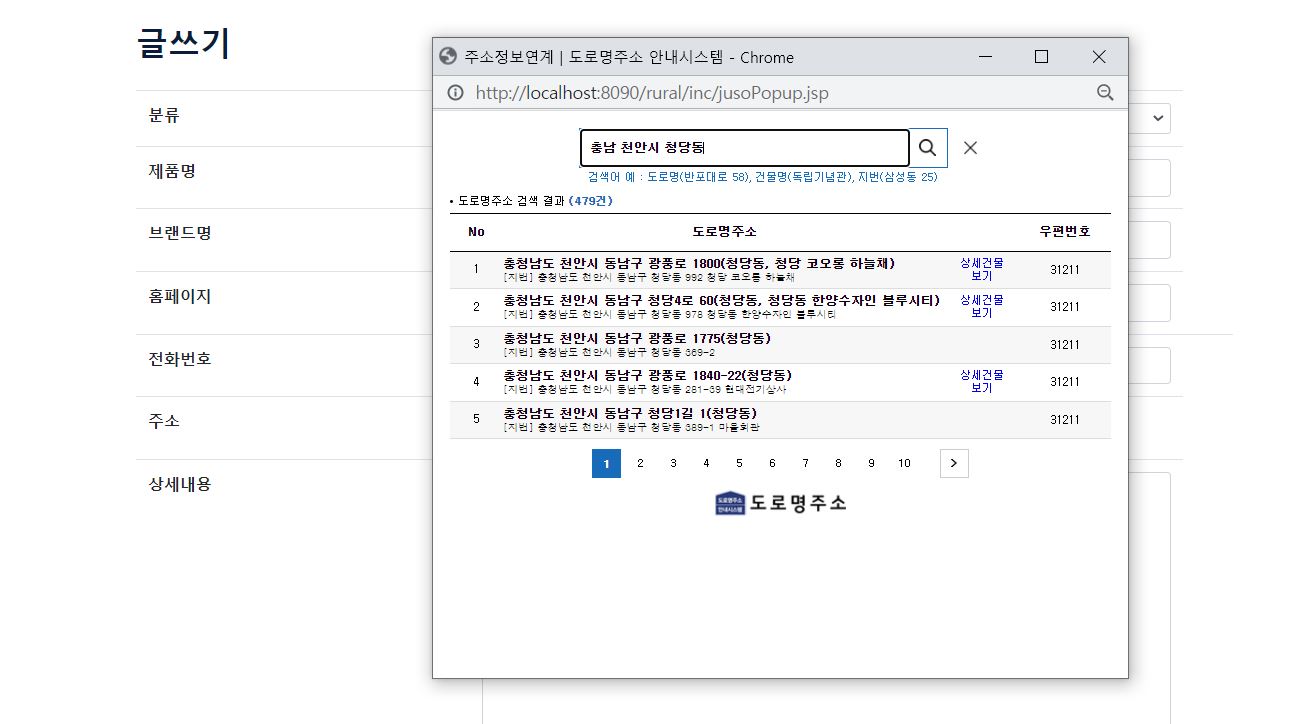 글쓰기
분류
제품명
브랜드명
홈페이지
전화번호
주소
상세내용
주소정보연계 | 도로명주소 안내시스템 - Chrome
http://localhost:8090/rural/inc/jusoPopup.jsp
충남 천안시 청당동
검색어 예 : 도로명(반포대로 58), 건물명(독립기념관), 지번(삼성동 25)
• 도로명주소 검색 결과 (479건)
No 도로명주소 우편번호
1 충청남도 천안시 동남구 광풍로 1800(청당동, 청당 코오롱 하늘채) 상세건물 보기 31211
[지번] 충청남도 천안시 동남구 청당동 992 청당 코오롱 하늘채
2 충청남도 천안시 동남구 청당4로 60(청당동, 청당동 한양수자인 블루시티) 상세건물 보기 31211
[지번] 충청남도 천안시 동남구 청당동 978 청당동 한양수자인 블루시티
3 충청남도 천안시 동남구 광풍로 1775(청당동) 31211
[지번] 충청남도 천안시 동남구 청당동 369-2
4 충청남도 천안시 동남구 광풍로 1840-22(청당동) 상세건물 보기 31211
[지번] 충청남도 천안시 동남구 청당동 281-39 현대전기상사
5 충청남도 천안시 동남구 청당1길 1(청당동) 31211
[지번] 충청남도 천안시 동남구 청당동 389-1 마을회관
1 2 3 4 5 6 7 8 9 10 >
도로명주소 안내시스템 도로명주소